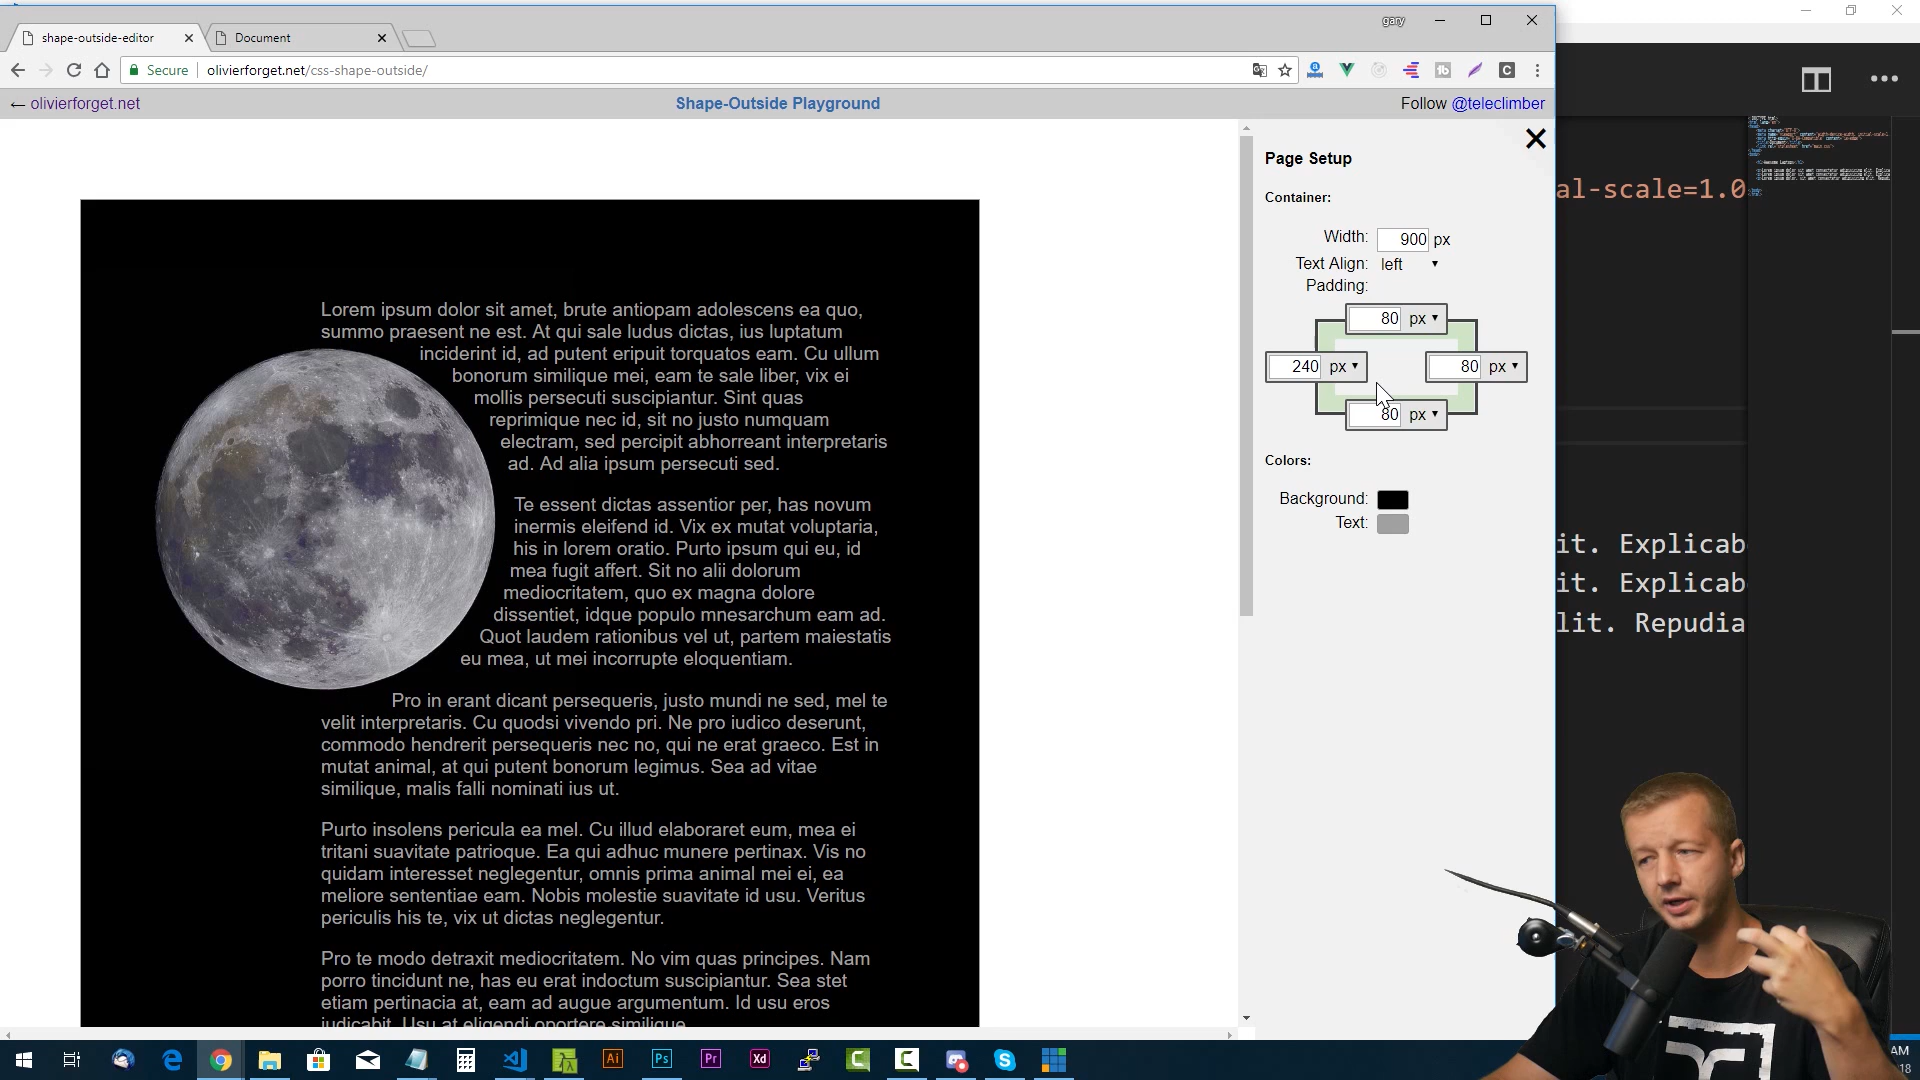 gary
shape-outside-editor
Document
Secure
olivierforget.net/css-shape-outside/
← olivierforget.net
Shape-Outside Playground
Follow @teleclimber
Page Setup
Container:
Width: 900 px
Text Align: left
Padding:
80 px
240 px
80 px
80 px
Colors:
Background:
Text:
Lorem ipsum dolor sit amet, brute antiopam adolescens ea quo,
summo praesent ne est. At qui sale ludus dictas, ius luptatum
inciderint id, ad putent eripuit torquatos eam. Cu ullum
bonorum similique mei, eam te sale liber, vix ei
mollis persecuti suscipiantur. Sint quas
reprimique nec id, sit no justo numquam
electram, sed percipit abhorreant interpretaris
ad. Ad alia ipsum persecuti sed.
Te essent dictas assentior per, has novum
inermis eleifend id. Vix ex mutat voluptaria,
his in lorem oratio. Purto ipsum qui eu, id
mea fugit affert. Sit no alii dolorum
mediocritatem, quo ex magna dolore
dissentiet, idque populo mnesarchum eam ad.
Quot laudem rationibus vel ut, partem maiestatis
eu mea, ut mei incorrupte eloquentiam.
Pro in erant dicant persequeris, justo mundi ne sed, mel te
velit interpretaris. Cu quodsi vivendo pri. Ne pro iudico deserunt,
commodo hendrerit persequeris nec no, qui ne erat graeco. Est in
mutat animal, at qui putent bonorum legimus. Sea ad vitae
similique, malis falli nominati ius ut.
Purto insolens pericula ea mel. Cu illud elaboraret eum, mea ei
tritani suavitate patrioque. Ea qui adhuc munere pertinax. Vis no
quidam interesset neglegentur, omnis prima animal mei ei, ea
meliore sententiae eam. Nobis molestie suavitate id usu. Veritus
periculis his te, vix ut dictas neglegentur.
Pro te modo detraxit mediocritatem. No vim quas principes. Nam
porro tincidunt ne, has eu erat indoctum suscipiantur. Sea stet
etiam pertinacia at, eam ad augue argumentum. Id usu eros
iudicabit. Usu at eligendi oportere similique
al-scale=1.0
it. Explicab
it. Explicab
lit. Repudia
Ai
Ps
Pr
Xd
AM
18